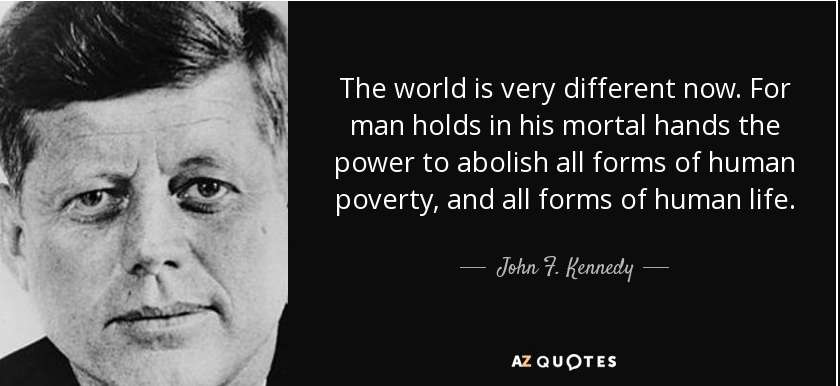 The world is very different now. For
man holds in his mortal hands the
power to abolish all forms of human
poverty, and all forms of human life.
John F. Kennedy
AZ QUOTES